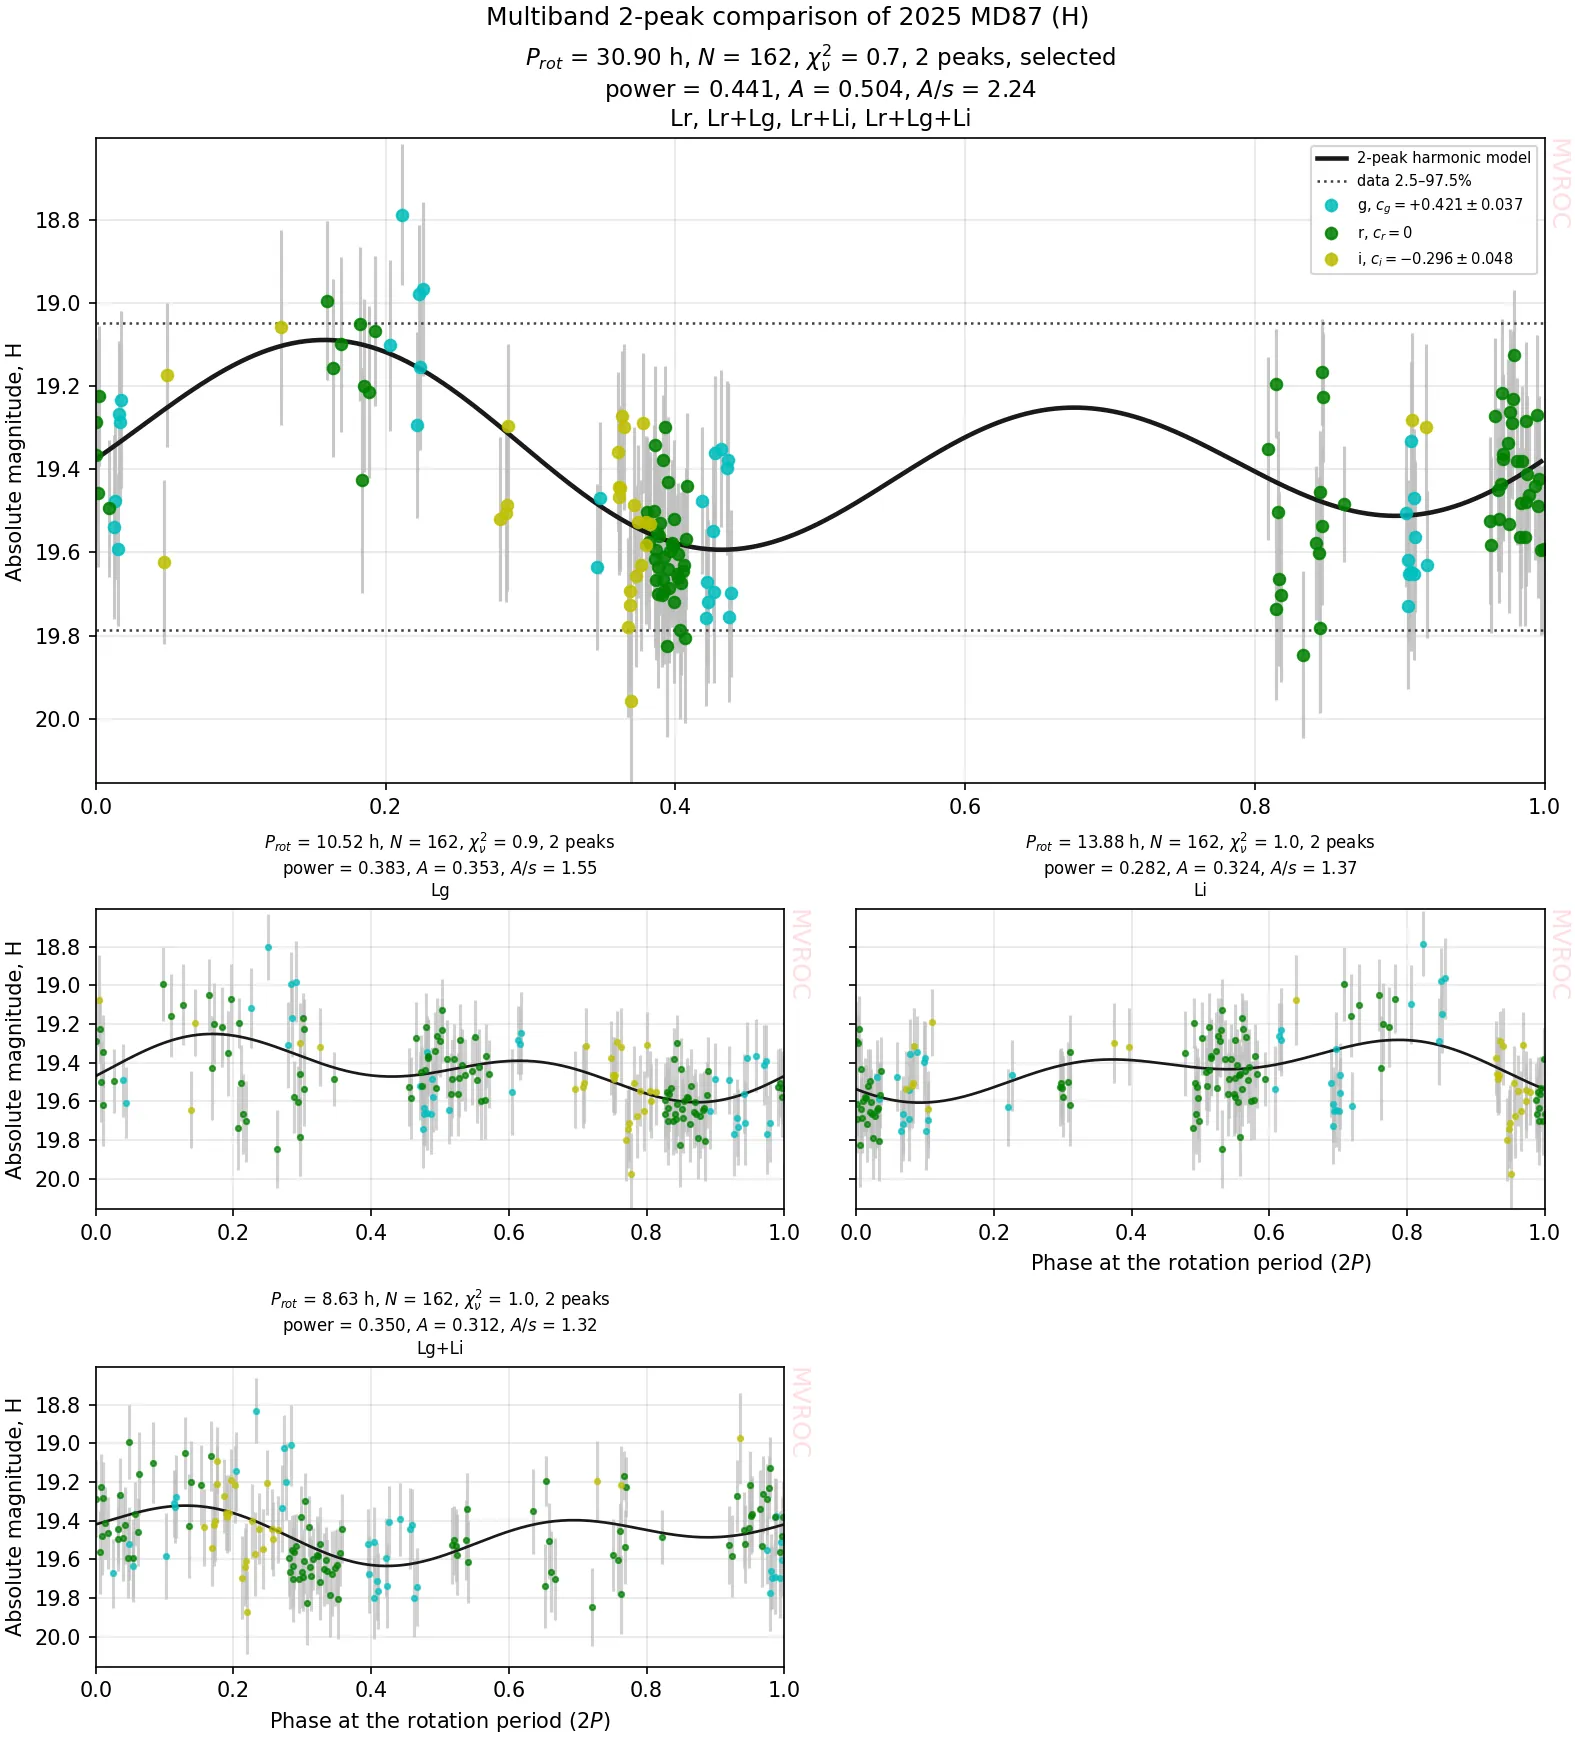 Multiband 2-peak comparison of 2025 MD87 (H)
P_rot = 30.90 h, N = 162, χ²_ν = 0.7, 2 peaks, selected
power = 0.441, A = 0.504, A/s = 2.24
Lr, Lr+Lg, Lr+Li, Lr+Lg+Li
2-peak harmonic model
data 2.5–97.5%
g, c_g = +0.421 ± 0.037
r, c_r = 0
i, c_i = −0.296 ± 0.048
MVROC
Absolute magnitude, H
18.8
19.0
19.2
19.4
19.6
19.8
20.0
0.0 0.2 0.4 0.6 0.8 1.0
P_rot = 10.52 h, N = 162, χ²_ν = 0.9, 2 peaks
power = 0.383, A = 0.353, A/s = 1.55
Lg
MVROC
Absolute magnitude, H
18.8
19.0
19.2
19.4
19.6
19.8
20.0
0.0 0.2 0.4 0.6 0.8 1.0
P_rot = 13.88 h, N = 162, χ²_ν = 1.0, 2 peaks
power = 0.282, A = 0.324, A/s = 1.37
Li
MVROC
0.0 0.2 0.4 0.6 0.8 1.0
Phase at the rotation period (2P)
P_rot = 8.63 h, N = 162, χ²_ν = 1.0, 2 peaks
power = 0.350, A = 0.312, A/s = 1.32
Lg+Li
MVROC
Absolute magnitude, H
18.8
19.0
19.2
19.4
19.6
19.8
20.0
0.0 0.2 0.4 0.6 0.8 1.0
Phase at the rotation period (2P)